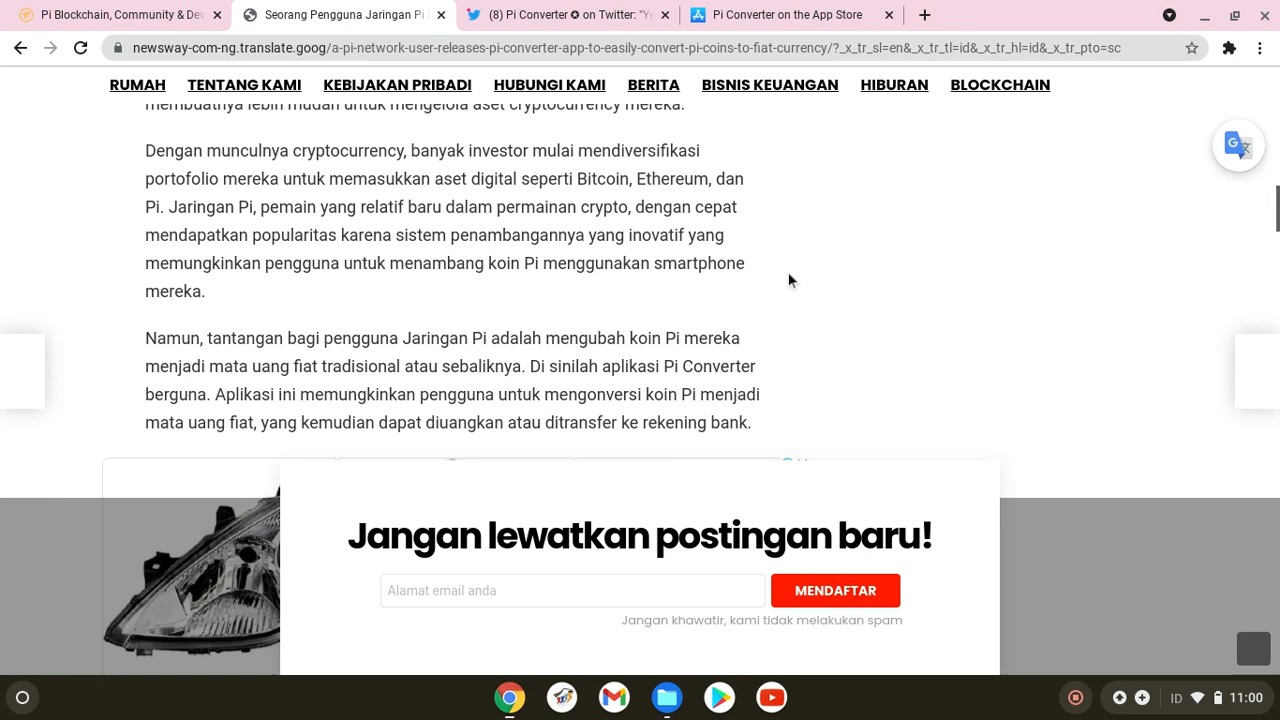 Pi Blockchain, Community & Dev
Seorang Pengguna Jaringan Pi
(8) Pi Converter ✪ on Twitter: "Ye
Pi Converter on the App Store
newsway-com-ng.translate.goog/a-pi-network-user-releases-pi-converter-app-to-easily-convert-pi-coins-to-fiat-currency/?_x_tr_sl=en&_x_tr_tl=id&_x_tr_hl=id&_x_tr_pto=sc
RUMAH TENTANG KAMI KEBIJAKAN PRIBADI HUBUNGI KAMI BERITA BISNIS KEUANGAN HIBURAN BLOCKCHAIN
membuatnya lebih mudah untuk mengelola aset cryptocurrency mereka.
Dengan munculnya cryptocurrency, banyak investor mulai mendiversifikasi
portofolio mereka untuk memasukkan aset digital seperti Bitcoin, Ethereum, dan
Pi. Jaringan Pi, pemain yang relatif baru dalam permainan crypto, dengan cepat
mendapatkan popularitas karena sistem penambangannya yang inovatif yang
memungkinkan pengguna untuk menambang koin Pi menggunakan smartphone
mereka.
Namun, tantangan bagi pengguna Jaringan Pi adalah mengubah koin Pi mereka
menjadi mata uang fiat tradisional atau sebaliknya. Di sinilah aplikasi Pi Converter
berguna. Aplikasi ini memungkinkan pengguna untuk mengonversi koin Pi menjadi
mata uang fiat, yang kemudian dapat diuangkan atau ditransfer ke rekening bank.
Jangan lewatkan postingan baru!
Alamat email anda
MENDAFTAR
Jangan khawatir, kami tidak melakukan spam
ID 11:00